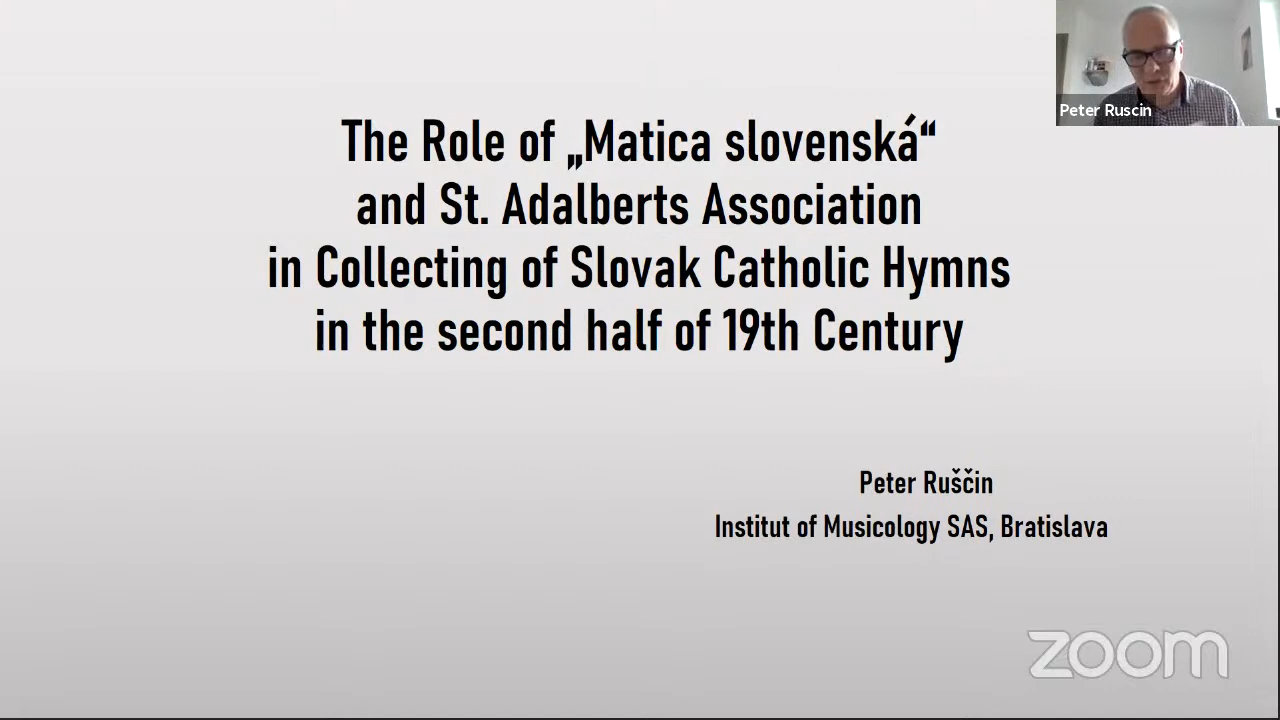 The Role of „Matica slovenská“
and St. Adalberts Association
in Collecting of Slovak Catholic Hymns
in the second half of 19th Century
Peter Ruščin
Institut of Musicology SAS, Bratislava
Peter Ruscin
zoom